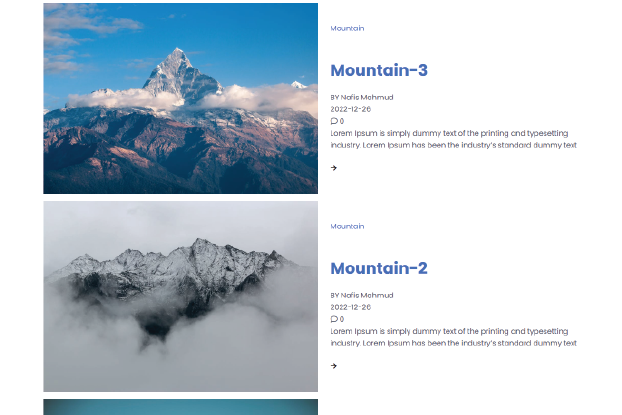 Mountain
Mountain-3
BY Nafis Mahmud
2022-12-26
0
Lorem Ipsum is simply dummy text of the printing and typesetting
industry. Lorem Ipsum has been the industry's standard dummy text
Mountain
Mountain-2
BY Nafis Mahmud
2022-12-26
0
Lorem Ipsum is simply dummy text of the printing and typesetting
industry. Lorem Ipsum has been the industry's standard dummy text